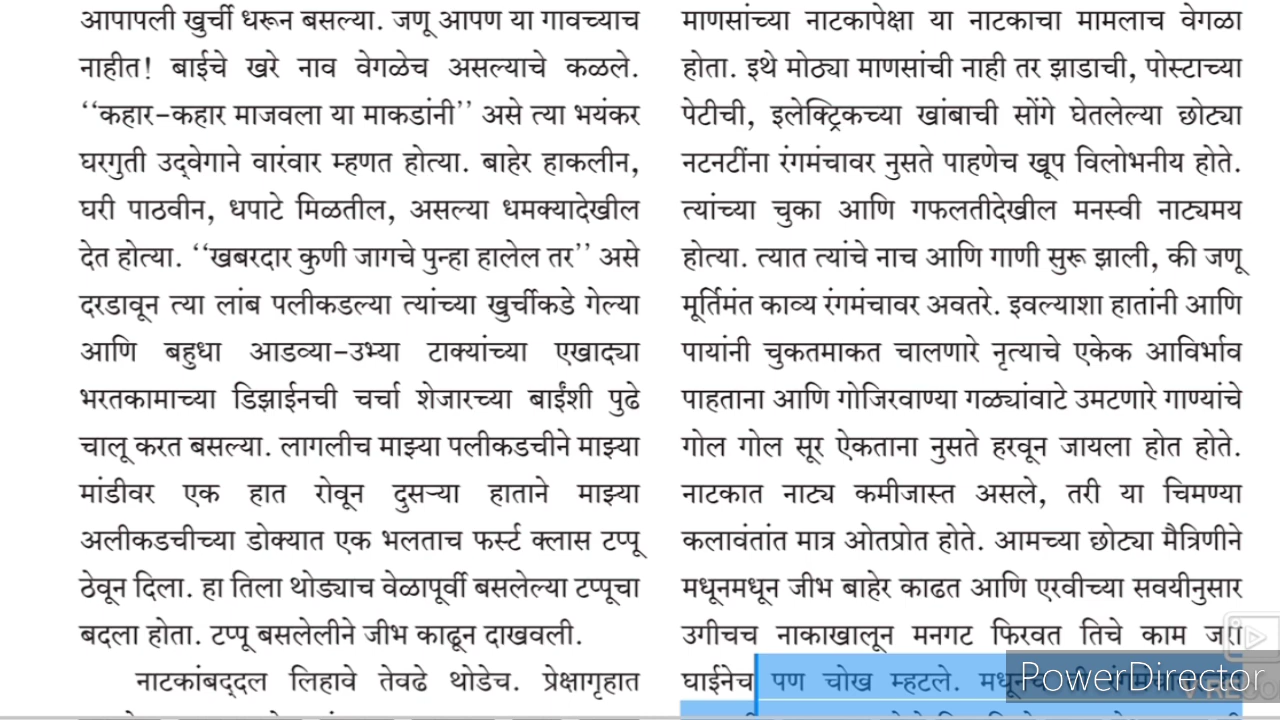 आपापली खुर्ची धरून बसल्या. जणू आपण या गावच्याच
नाहीत! बाईचे खरे नाव वेगळेच असल्याचे कळले.
‘‘कहार-कहार माजवला या माकडांनी’’ असे त्या भयंकर
घरगुती उद्‌वेगाने वारंवार म्हणत होत्या. बाहेर हाकलीन,
घरी पाठवीन, धपाटे मिळतील, असल्या धमक्यादेखील
देत होत्या. ‘‘खबरदार कुणी जागचे पुन्हा हालेल तर’’ असे
दरडावून त्या लांब पलीकडल्या त्यांच्या खुर्चीकडे गेल्या
आणि बहुधा आडव्या-उभ्या टाक्यांच्या एखाद्या
भरतकामाच्या डिझाईनची चर्चा शेजारच्या बाईंशी पुढे
चालू करत बसल्या. लागलीच माझ्या पलीकडचीने माझ्या
मांडीवर एक हात रोवून दुसऱ्या हाताने माझ्या
अलीकडचीच्या डोक्यात एक भलताच फर्स्ट क्लास टप्पू
ठेवून दिला. हा तिला थोड्याच वेळापूर्वी बसलेल्या टप्पूचा
बदला होता. टप्पू बसलेलीने जीभ काढून दाखवली.
नाटकांबद्‌दल लिहावे तेवढे थोडेच. प्रेक्षागृहात
माणसांच्या नाटकापेक्षा या नाटकाचा मामलाच वेगळा
होता. इथे मोठ्या माणसांची नाही तर झाडाची, पोस्टाच्या
पेटीची, इलेक्ट्रिकच्या खांबाची सोंगे घेतलेल्या छोट्या
नटनटींना रंगमंचावर नुसते पाहणेच खूप विलोभनीय होते.
त्यांच्या चुका आणि गफलतीदेखील मनस्वी नाट्यमय
होत्या. त्यात त्यांचे नाच आणि गाणी सुरू झाली, की जणू
मूर्तिमंत काव्य रंगमंचावर अवतरे. इवल्याशा हातांनी आणि
पायांनी चुकतमाकत चालणारे नृत्याचे एकेक आविर्भाव
पाहताना आणि गोजिरवाण्या गळ्यांवाटे उमटणारे गाण्यांचे
गोल गोल सूर ऐकताना नुसते हरवून जायला होत होते.
नाटकात नाट्य कमीजास्त असले, तरी या चिमण्या
कलावंतांत मात्र ओतप्रोत होते. आमच्या छोट्या मैत्रिणीने
मधूनमधून जीभ बाहेर काढत आणि एरवीच्या सवयीनुसार
उगीचच नाकाखालून मनगट फिरवत तिचे काम जरा
घाईनेच पण चोख म्हटले.
PowerDirector